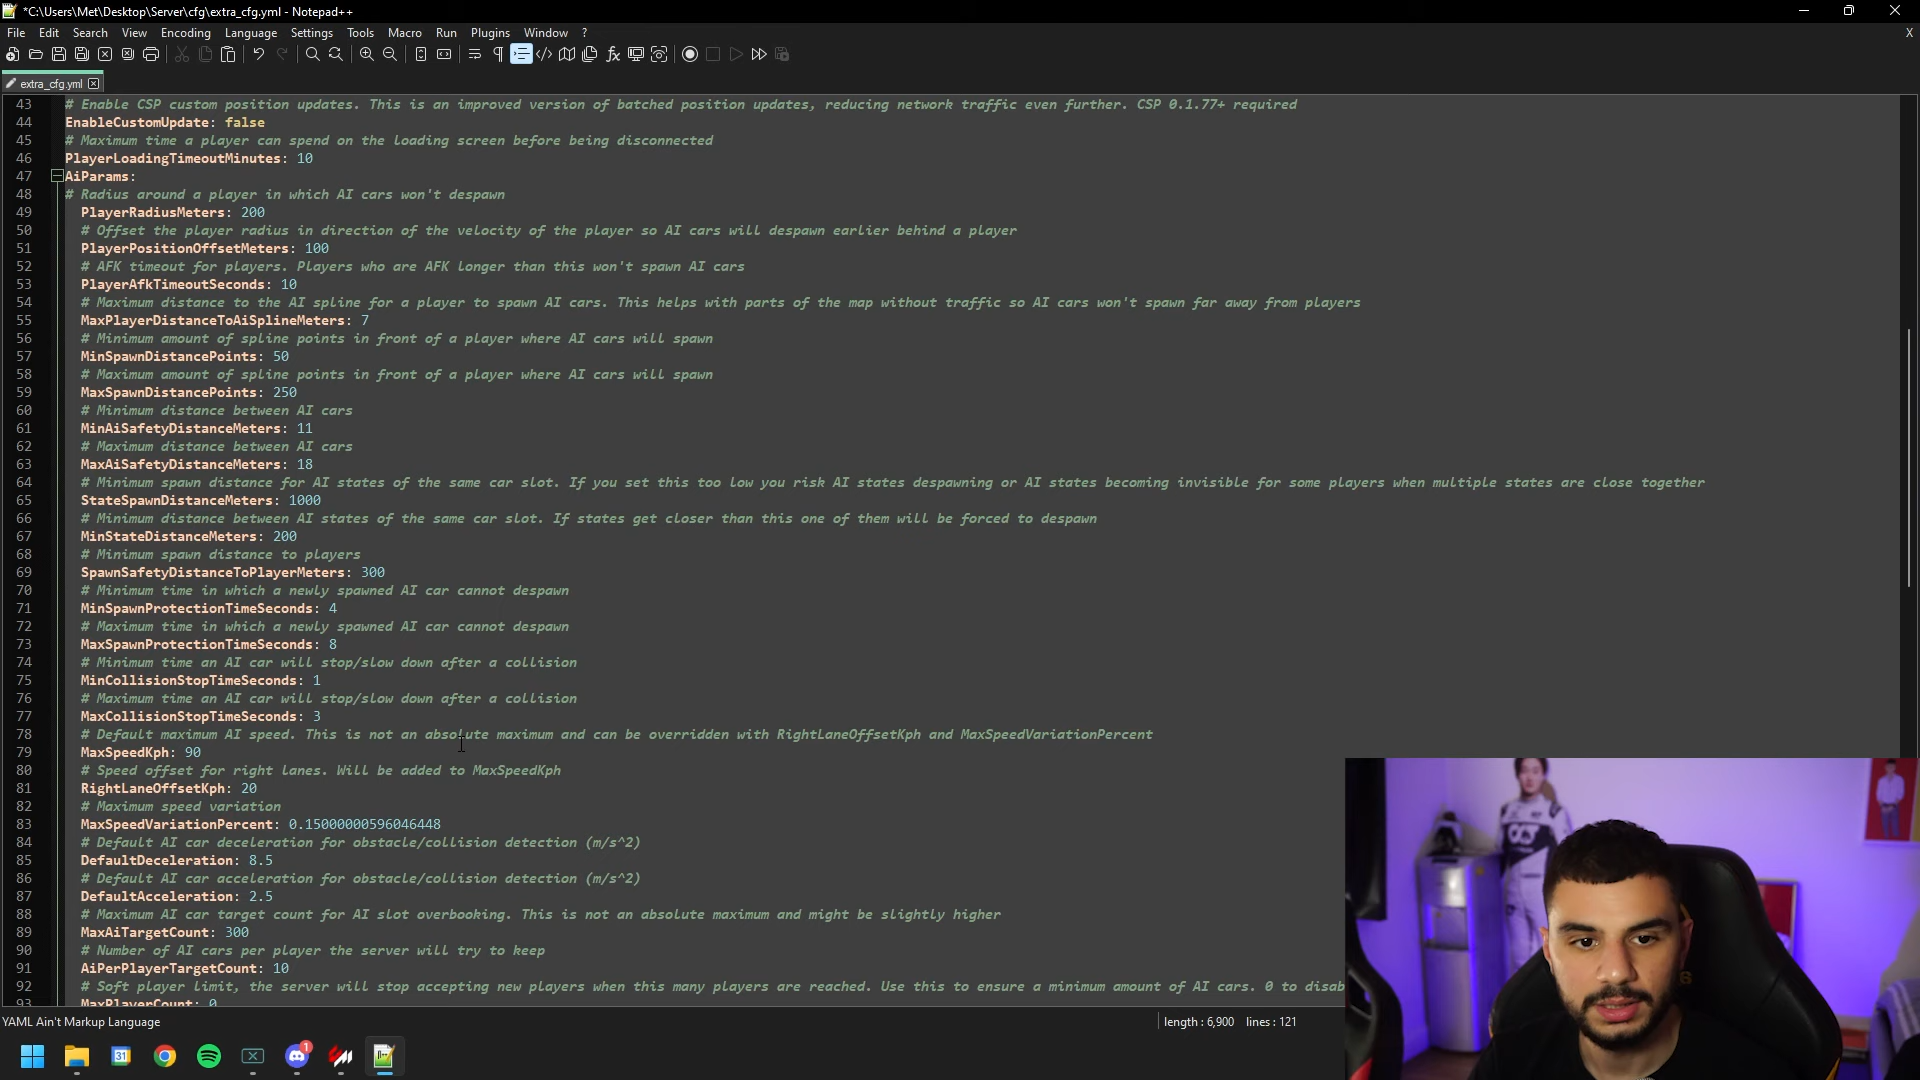 *C:\Users\Met\Desktop\Server\cfg\extra_cfg.yml - Notepad++
File Edit Search View Encoding Language Settings Tools Macro Run Plugins Window ?
X
extra_cfg.yml
43 # Enable CSP custom position updates. This is an improved version of batched position updates, reducing network traffic even further. CSP 0.1.77+ required
44 EnableCustomUpdate: false
45 # Maximum time a player can spend on the loading screen before being disconnected
46 PlayerLoadingTimeoutMinutes: 10
47 AiParams:
48 # Radius around a player in which AI cars won't despawn
49 PlayerRadiusMeters: 200
50 # Offset the player radius in direction of the velocity of the player so AI cars will despawn earlier behind a player
51 PlayerPositionOffsetMeters: 100
52 # AFK timeout for players. Players who are AFK longer than this won't spawn AI cars
53 PlayerAfkTimeoutSeconds: 10
54 # Maximum distance to the AI spline for a player to spawn AI cars. This helps with parts of the map without traffic so AI cars won't spawn far away from players
55 MaxPlayerDistanceToAiSplineMeters: 7
56 # Minimum amount of spline points in front of a player where AI cars will spawn
57 MinSpawnDistancePoints: 50
58 # Maximum amount of spline points in front of a player where AI cars will spawn
59 MaxSpawnDistancePoints: 250
60 # Minimum distance between AI cars
61 MinAiSafetyDistanceMeters: 11
62 # Maximum distance between AI cars
63 MaxAiSafetyDistanceMeters: 18
64 # Minimum spawn distance for AI states of the same car slot. If you set this too low you risk AI states despawning or AI states becoming invisible for some players when multiple states are close together
65 StateSpawnDistanceMeters: 1000
66 # Minimum distance between AI states of the same car slot. If states get closer than this one of them will be forced to despawn
67 MinStateDistanceMeters: 200
68 # Minimum spawn distance to players
69 SpawnSafetyDistanceToPlayerMeters: 300
70 # Minimum time in which a newly spawned AI car cannot despawn
71 MinSpawnProtectionTimeSeconds: 4
72 # Maximum time in which a newly spawned AI car cannot despawn
73 MaxSpawnProtectionTimeSeconds: 8
74 # Minimum time an AI car will stop/slow down after a collision
75 MinCollisionStopTimeSeconds: 1
76 # Maximum time an AI car will stop/slow down after a collision
77 MaxCollisionStopTimeSeconds: 3
78 # Default maximum AI speed. This is not an absolute maximum and can be overridden with RightLaneOffsetKph and MaxSpeedVariationPercent
79 MaxSpeedKph: 90
80 # Speed offset for right lanes. Will be added to MaxSpeedKph
81 RightLaneOffsetKph: 20
82 # Maximum speed variation
83 MaxSpeedVariationPercent: 0.15000000596046448
84 # Default AI car deceleration for obstacle/collision detection (m/s^2)
85 DefaultDeceleration: 8.5
86 # Default AI car acceleration for obstacle/collision detection (m/s^2)
87 DefaultAcceleration: 2.5
88 # Maximum AI car target count for AI slot overbooking. This is not an absolute maximum and might be slightly higher
89 MaxAiTargetCount: 300
90 # Number of AI cars per player the server will try to keep
91 AiPerPlayerTargetCount: 10
92 # Soft player limit, the server will stop accepting new players when this many players are reached. Use this to ensure a minimum amount of AI cars. 0 to disab
93 MaxPlayerCount: 0
YAML Ain't Markup Language
length : 6,900 lines : 121
31
1